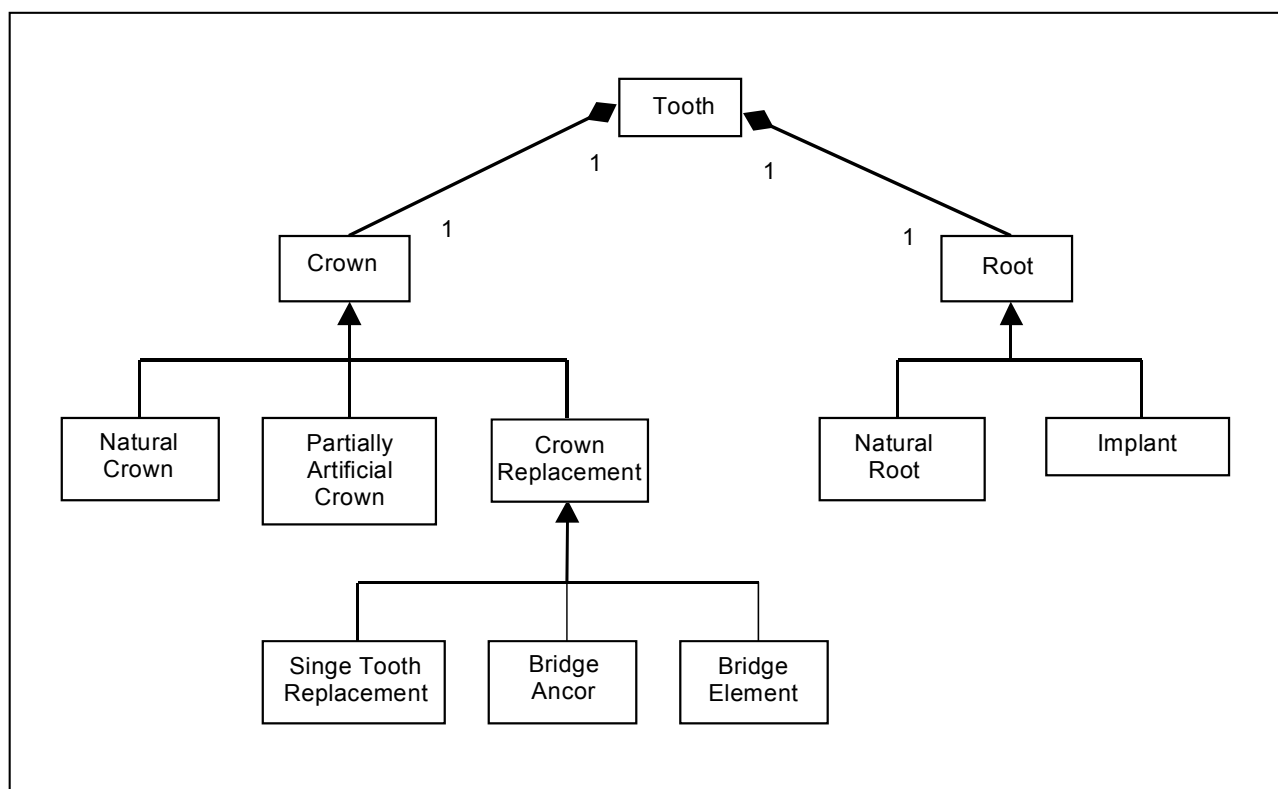 Tooth
1
1
1
1
Crown
Root
Natural
Crown
Partially
Artificial
Crown
Crown
Replacement
Natural
Root
Implant
Singe Tooth
Replacement
Bridge
Ancor
Bridge
Element